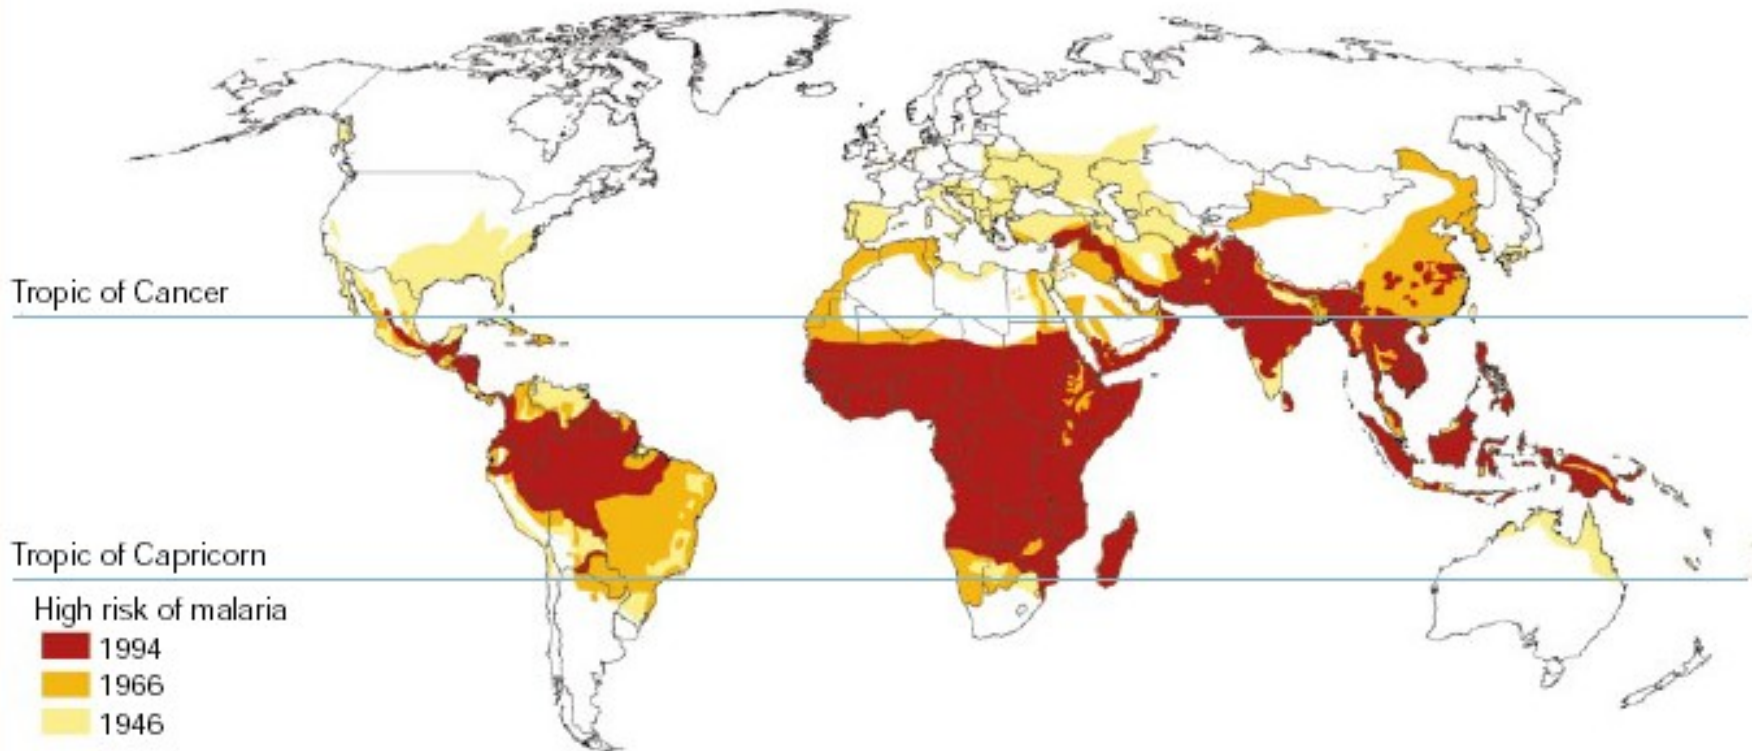 Tropic of Cancer
Tropic of Capricorn
High risk of malaria
1994
1966
1946